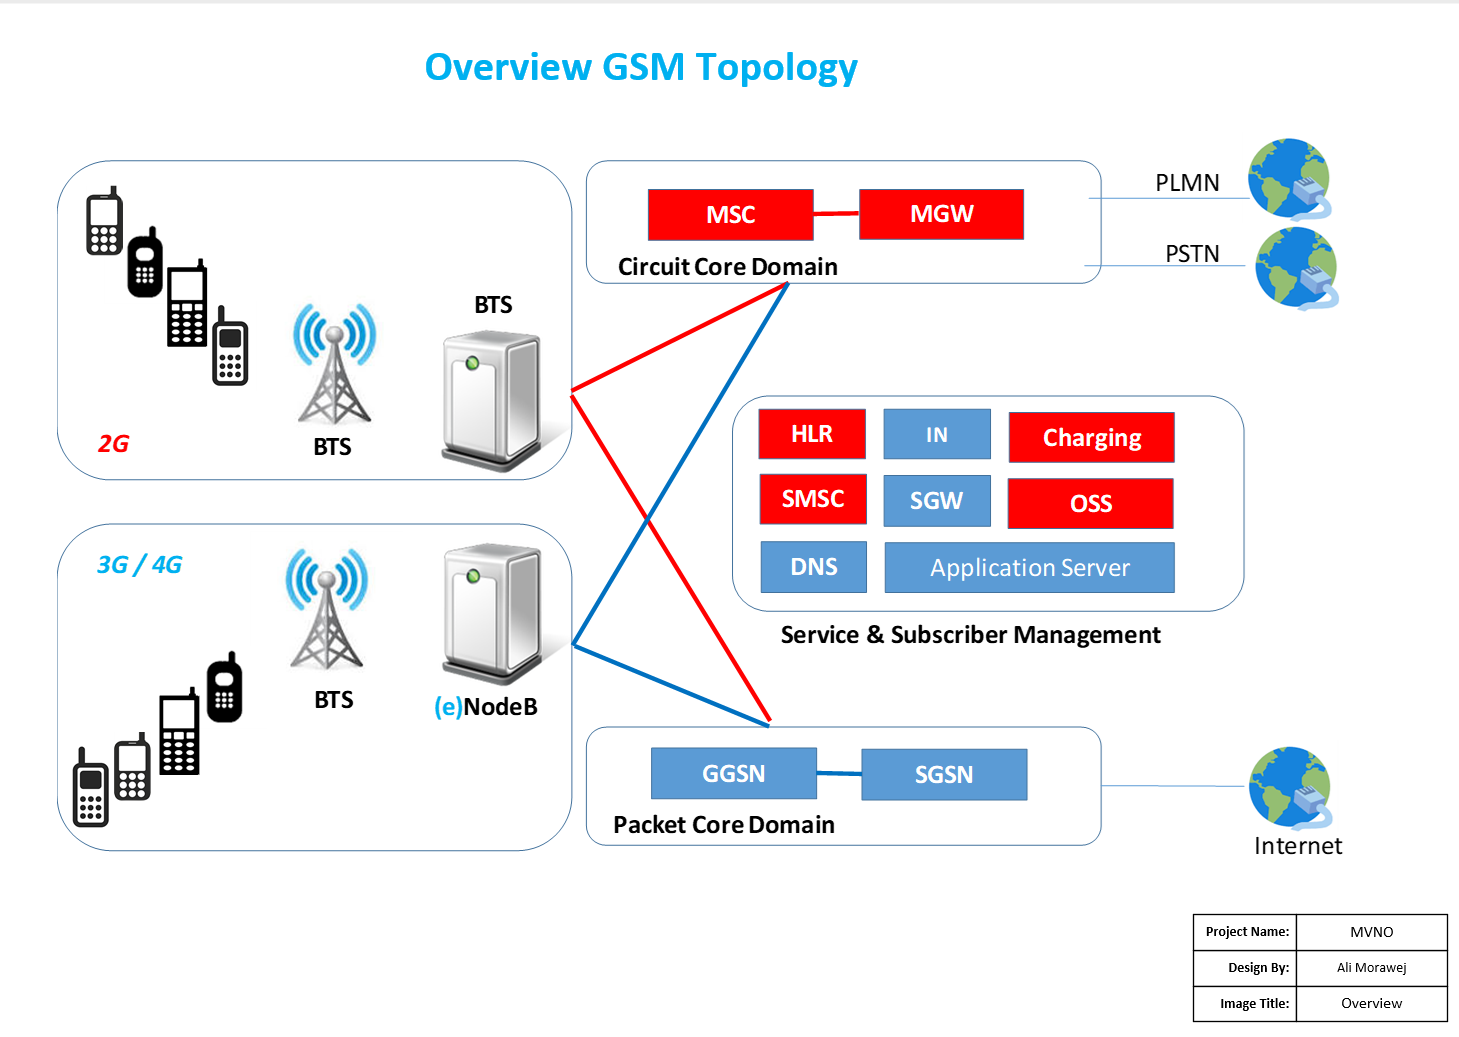 Overview GSM Topology
BTS
BTS
2G
3G / 4G
BTS
(e)NodeB
MSC
MGW
Circuit Core Domain
PLMN
PSTN
HLR
IN
Charging
SMSC
SGW
OSS
DNS
Application Server
Service & Subscriber Management
GGSN
SGSN
Packet Core Domain
Internet
Project Name: MVNO
Design By: Ali Morawej
Image Title: Overview